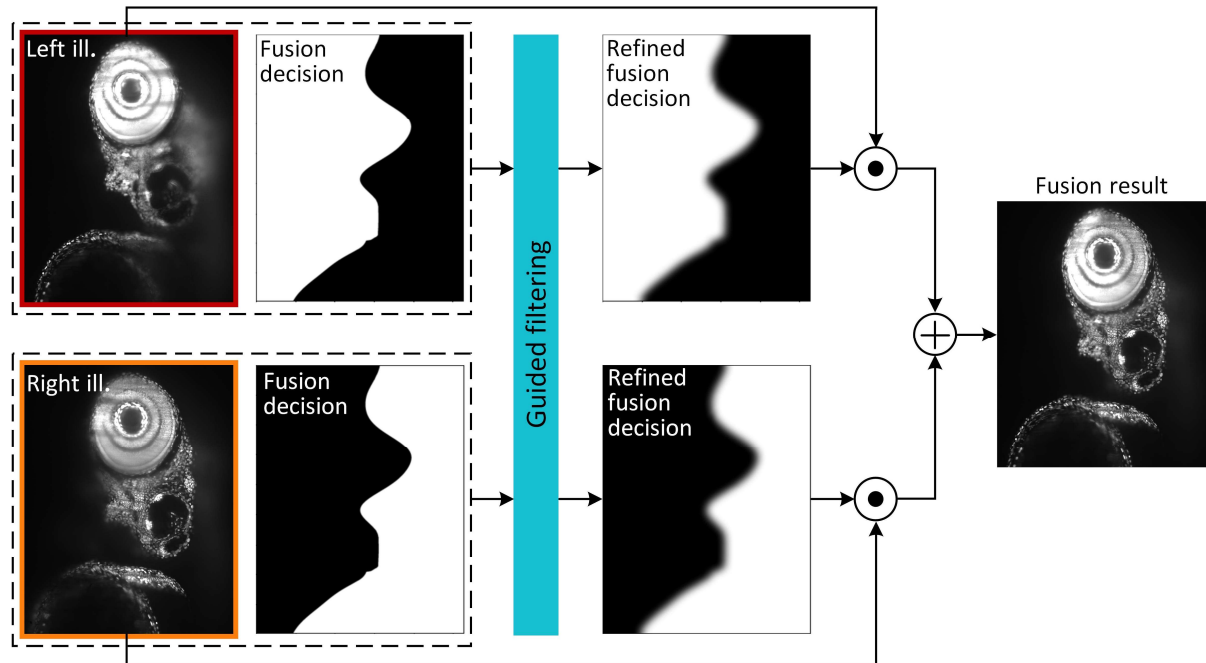 Left ill.
Fusion
decision
Guided filtering
Refined
fusion
decision
Fusion result
Right ill.
Fusion
decision
Refined
fusion
decision